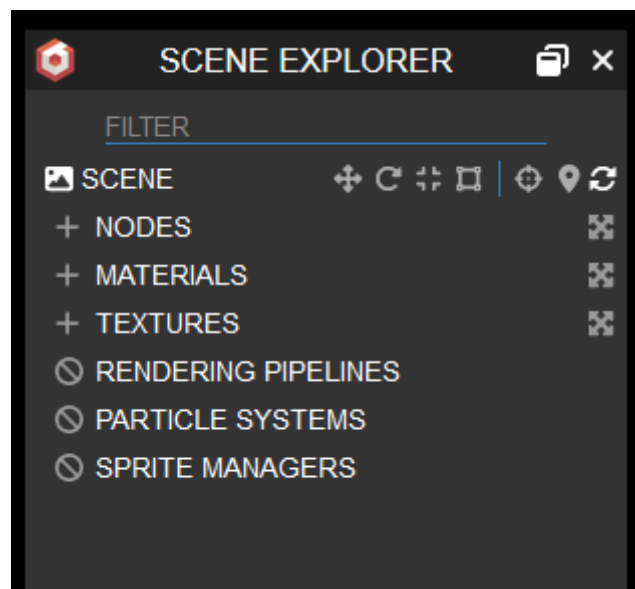 SCENE EXPLORER
FILTER
SCENE
NODES
MATERIALS
TEXTURES
RENDERING PIPELINES
PARTICLE SYSTEMS
SPRITE MANAGERS